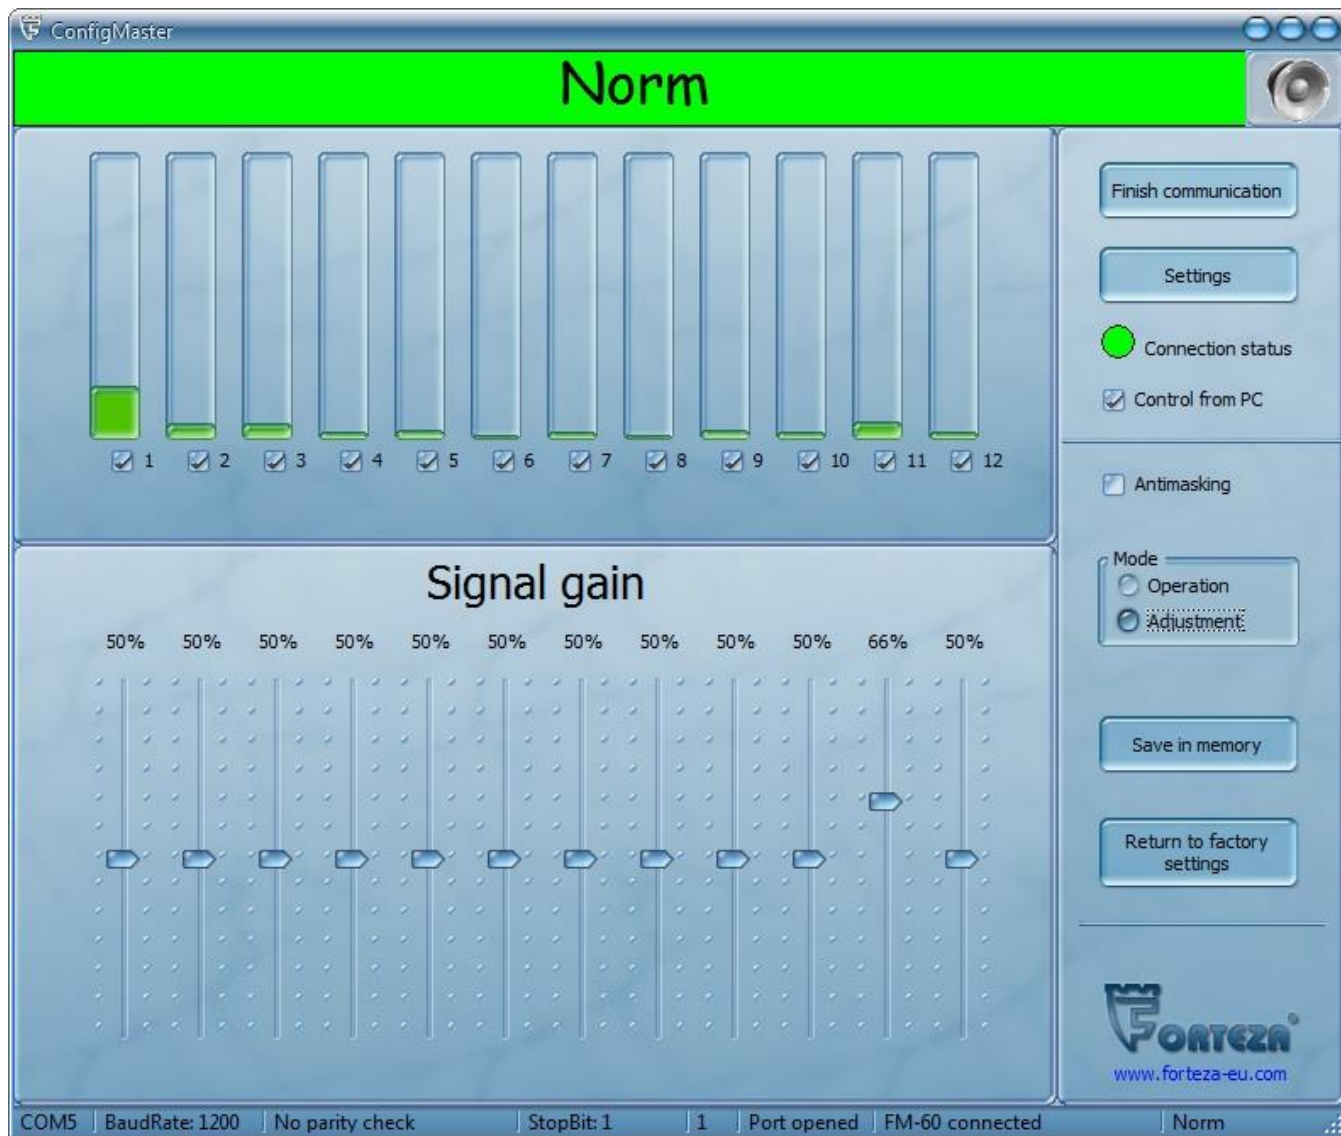 ConfigMaster
Norm
1 2 3 4 5 6 7 8 9 10 11 12
Finish communication
Settings
Connection status
Control from PC
Antimasking
Mode
Operation
Adjustment
Save in memory
Return to factory
settings
Signal gain
50% 50% 50% 50% 50% 50% 50% 50% 50% 50% 66% 50%
FORTEZA
www.forteza-eu.com
COM5 BaudRate: 1200 No parity check StopBit: 1 1 Port opened FM-60 connected Norm